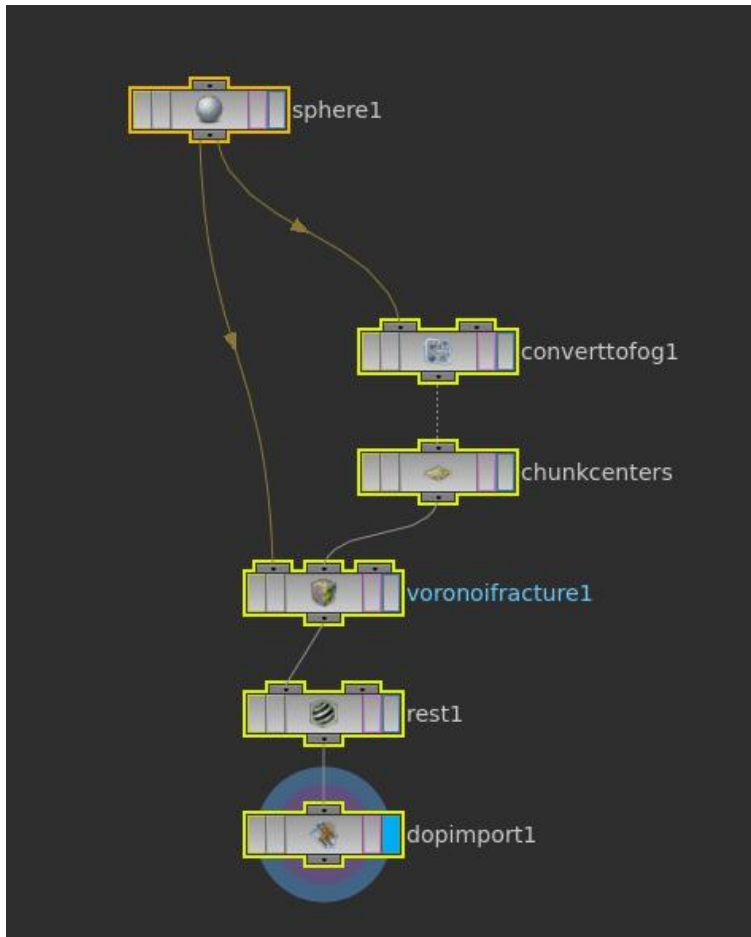 sphere1
converttofog1
chunkcenters
voronoifracture1
rest1
dopimport1